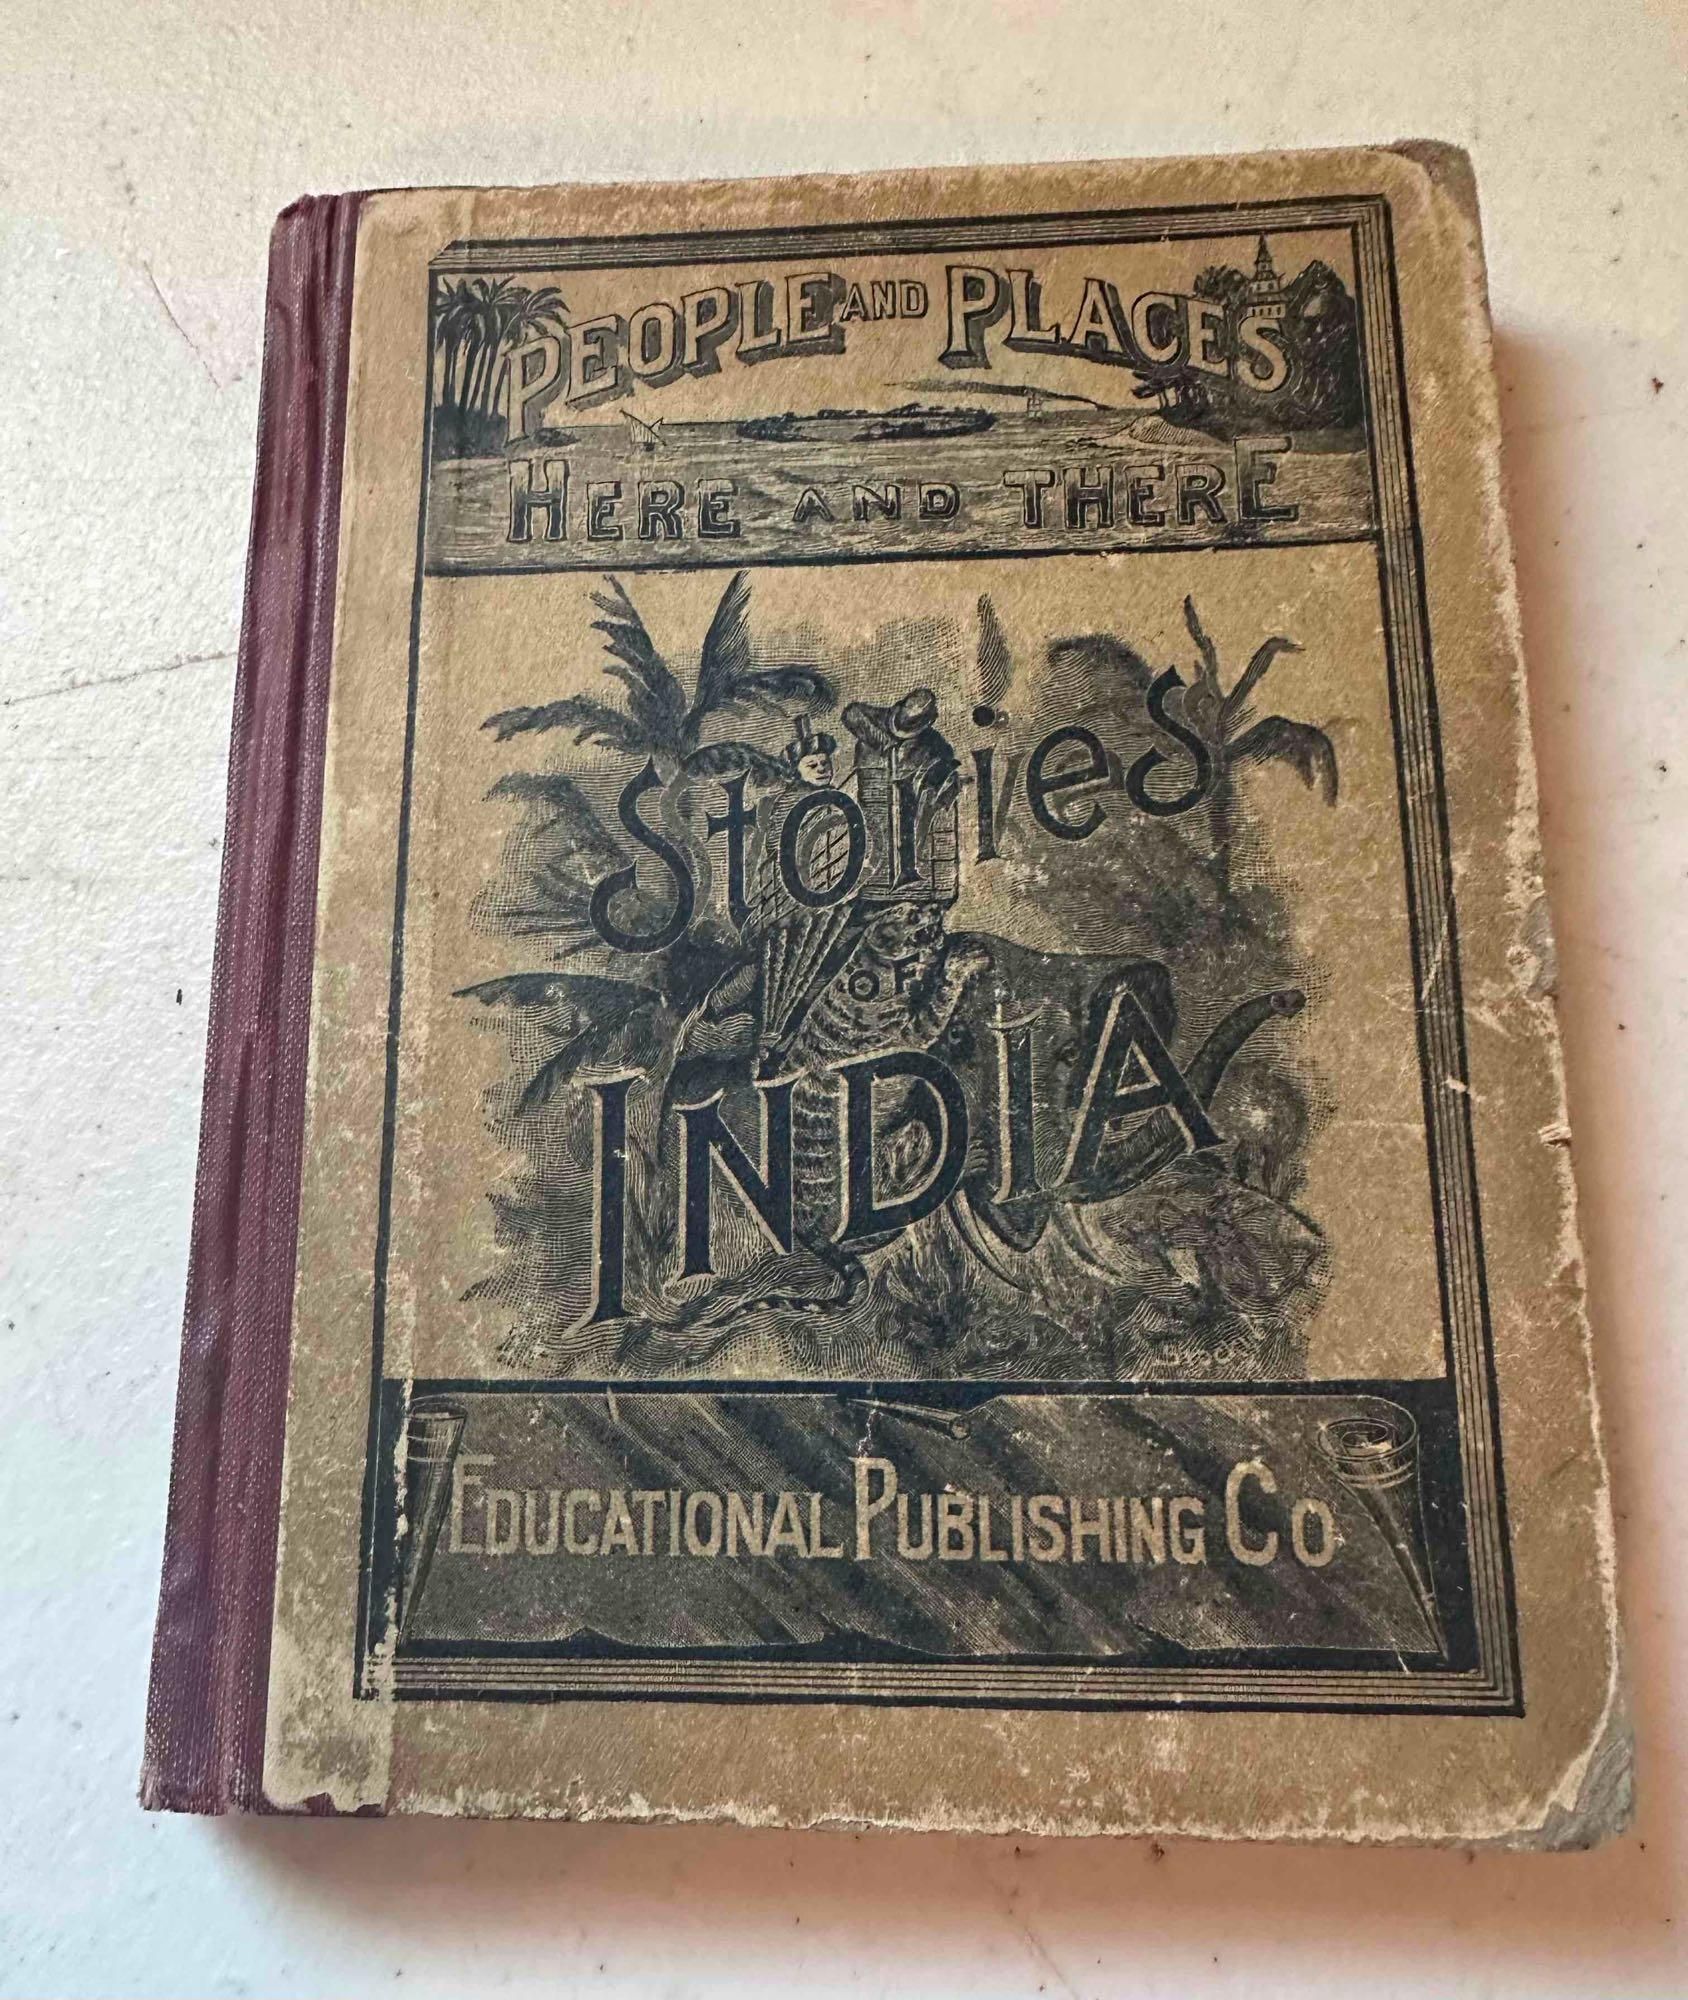 PEOPLE AND PLACES
HERE AND THERE
Stories
OF
INDIA
EDUCATIONAL PUBLISHING CO